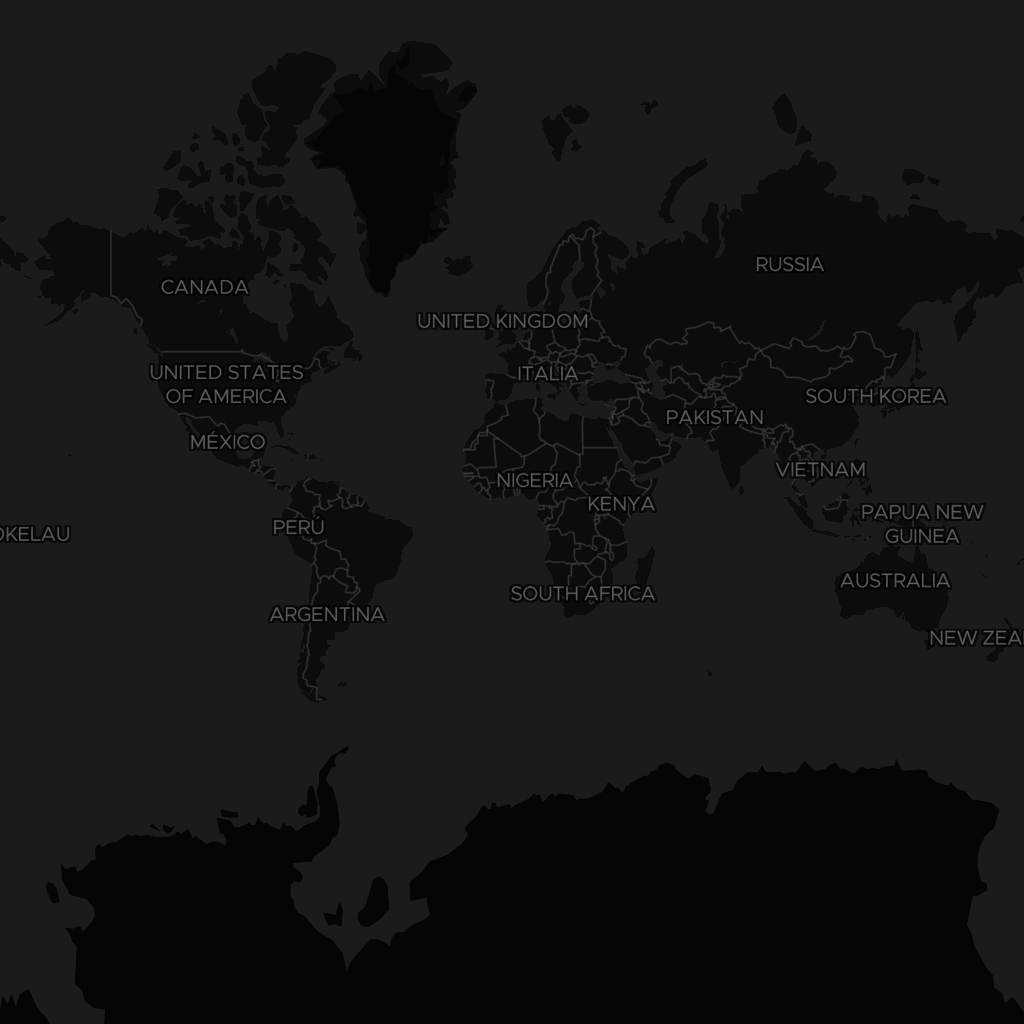 RUSSIA
CANADA
UNITED KINGDOM
UNITED STATES
OF AMERICA
ITALIA
SOUTH KOREA
PAKISTAN
MÉXICO
VIETNAM
NIGERIA
KENYA
PAPUA NEW
GUINEA
PERÚ
OKELAU
AUSTRALIA
SOUTH AFRICA
ARGENTINA
NEW ZEA